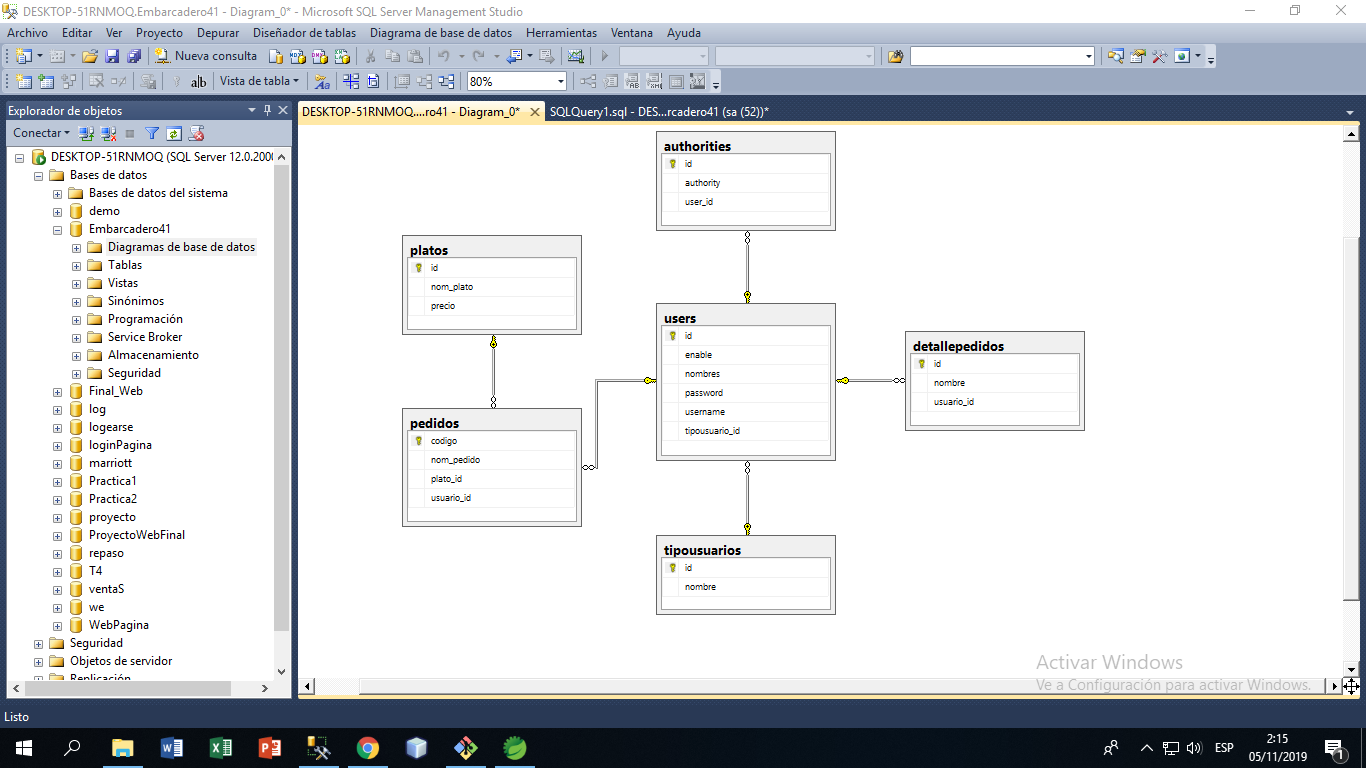 DESKTOP-51RNMOQ.Embarcadero41 - Diagram_0* - Microsoft SQL Server Management Studio
Archivo Editar Ver Proyecto Depurar Diseñador de tablas Diagrama de base de datos Herramientas Ventana Ayuda
Nueva consulta
Vista de tabla
80%
Explorador de objetos
Conectar
DESKTOP-51RNMOQ (SQL Server 12.0.2000
Bases de datos
Bases de datos del sistema
demo
Embarcadero41
Diagramas de base de datos
Tablas
Vistas
Sinónimos
Programación
Service Broker
Almacenamiento
Seguridad
Final_Web
log
logearse
loginPagina
marriott
Practica1
Practica2
proyecto
ProyectoWebFinal
repaso
T4
ventaS
we
WebPagina
Seguridad
Objetos de servidor
Replicación
DESKTOP-51RNMOQ....ro41 - Diagram_0*
SQLQuery1.sql - DES...rcadero41 (sa (52))*
authorities
id
authority
user_id
platos
id
nom_plato
precio
users
id
enable
nombres
password
username
tipousuario_id
detallepedidos
id
nombre
usuario_id
pedidos
codigo
nom_pedido
plato_id
usuario_id
tipousuarios
id
nombre
Activar Windows
Ve a Configuración para activar Windows.
Listo
ESP
2:15
05/11/2019
1